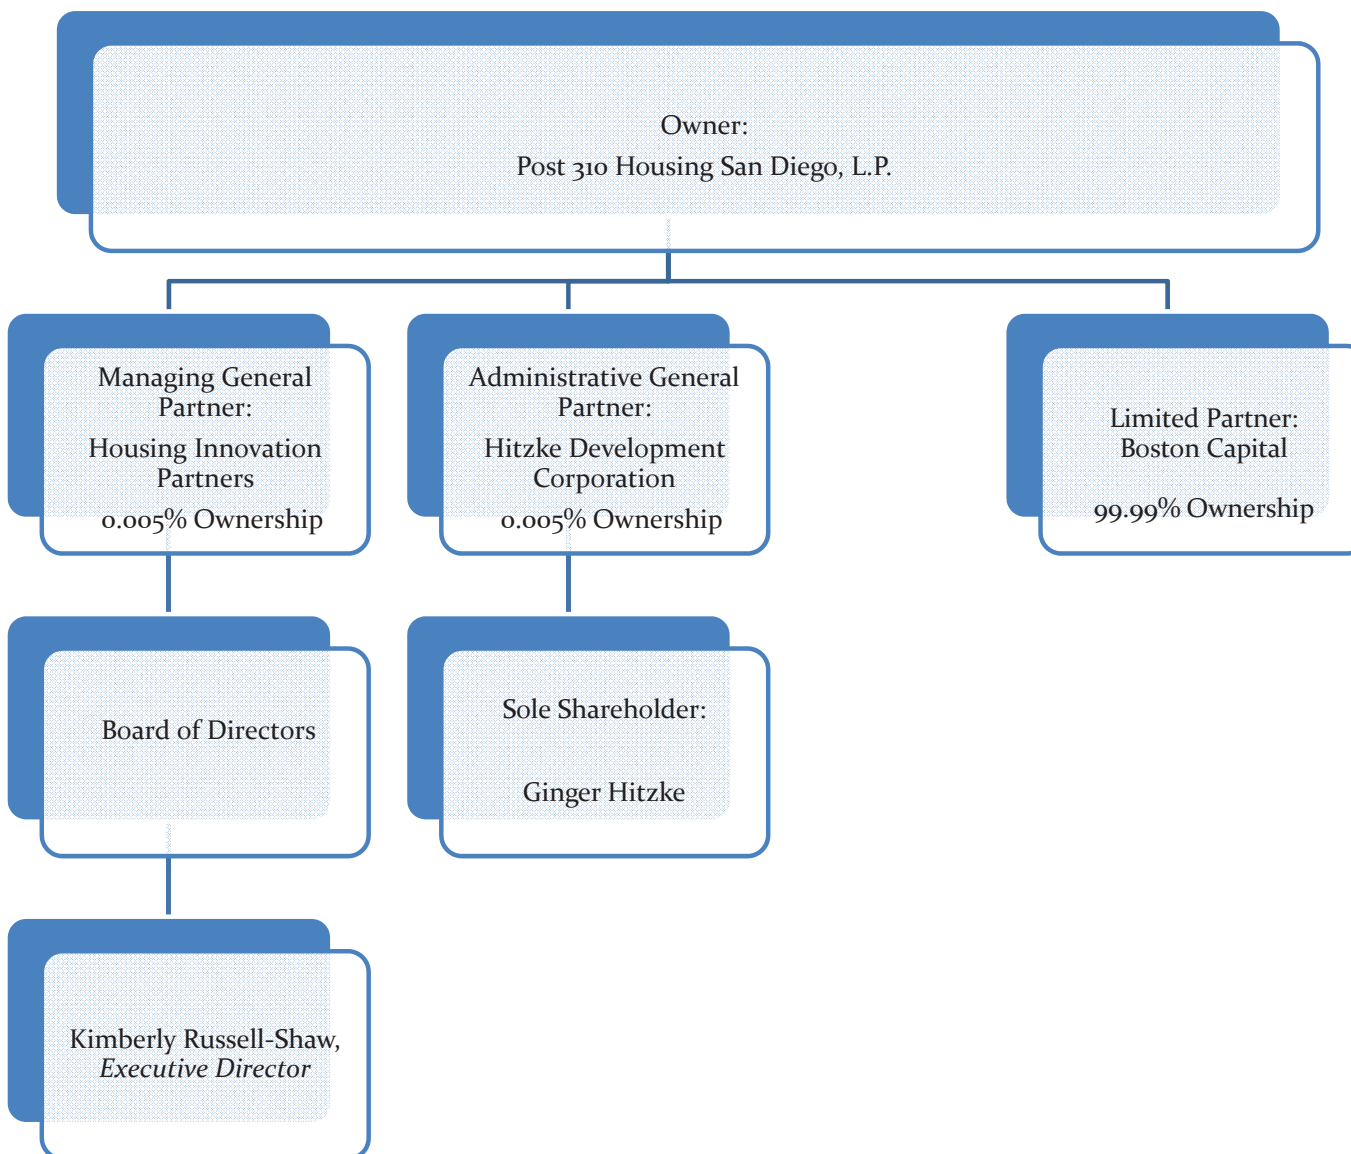 Owner:
Post 310 Housing San Diego, L.P.
Managing General
Partner:
Housing Innovation
Partners
0.005% Ownership
Administrative General
Partner:
Hitzke Development
Corporation
0.005% Ownership
Limited Partner:
Boston Capital
99.99% Ownership
Board of Directors
Sole Shareholder:
Ginger Hitzke
Kimberly Russell-Shaw,
Executive Director